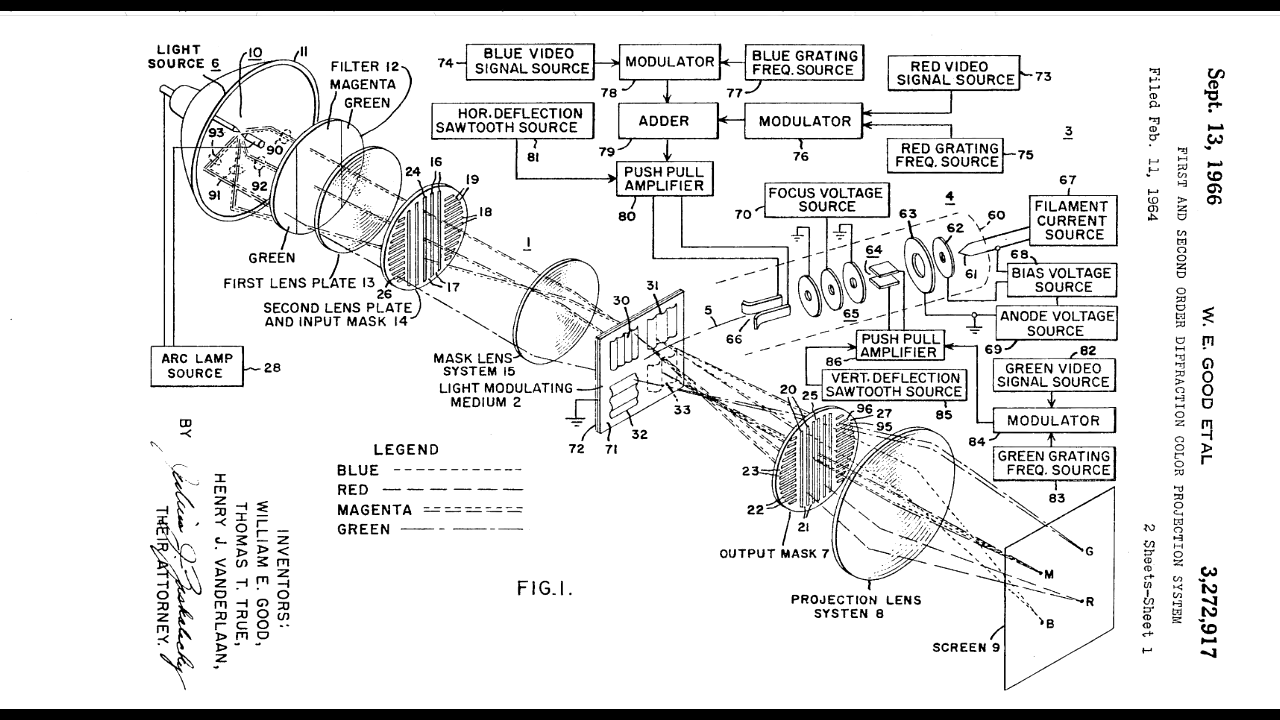 Sept. 13, 1966
W. E. GOOD ETAL
3,272,917
FIRST AND SECOND ORDER DIFFRACTION COLOR PROJECTION SYSTEM
Filed Feb. 11, 1964
2 Sheets-Sheet 1
LIGHT
SOURCE 6
10
11
FILTER 12
MAGENTA
GREEN
93
90
92
91
GREEN
FIRST LENS PLATE 13
24
16
19
18
17
26
SECOND LENS PLATE
AND INPUT MASK 14
1
ARC LAMP
SOURCE
28
MASK LENS
SYSTEM 15
LIGHT MODULATING
MEDIUM 2
30
31
32
33
72
71
74
BLUE VIDEO
SIGNAL SOURCE
MODULATOR
78
BLUE GRATING
FREQ. SOURCE
77
RED VIDEO
SIGNAL SOURCE
73
HOR. DEFLECTION
SAWTOOTH SOURCE
81
ADDER
79
MODULATOR
76
RED GRATING
FREQ. SOURCE
75
3
PUSH PULL
AMPLIFIER
80
FOCUS VOLTAGE
SOURCE
70
4
67
FILAMENT
CURRENT
SOURCE
60
63
62
61
64
65
66
5
68
BIAS VOLTAGE
SOURCE
ANODE VOLTAGE
SOURCE
69
PUSH PULL
AMPLIFIER
86
VERT. DEFLECTION
SAWTOOTH SOURCE
85
82
GREEN VIDEO
SIGNAL SOURCE
MODULATOR
84
GREEN GRATING
FREQ. SOURCE
83
20
25
96
27
95
23
22
21
OUTPUT MASK 7
PROJECTION LENS
SYSTEN 8
SCREEN 9
G
M
R
B
LEGEND
BLUE
RED
MAGENTA
GREEN
FIG.1.
INVENTORS:
WILLIAM E. GOOD,
THOMAS T. TRUE,
HENRY J. VANDERLAAN,
BY
THEIR ATTORNEY.